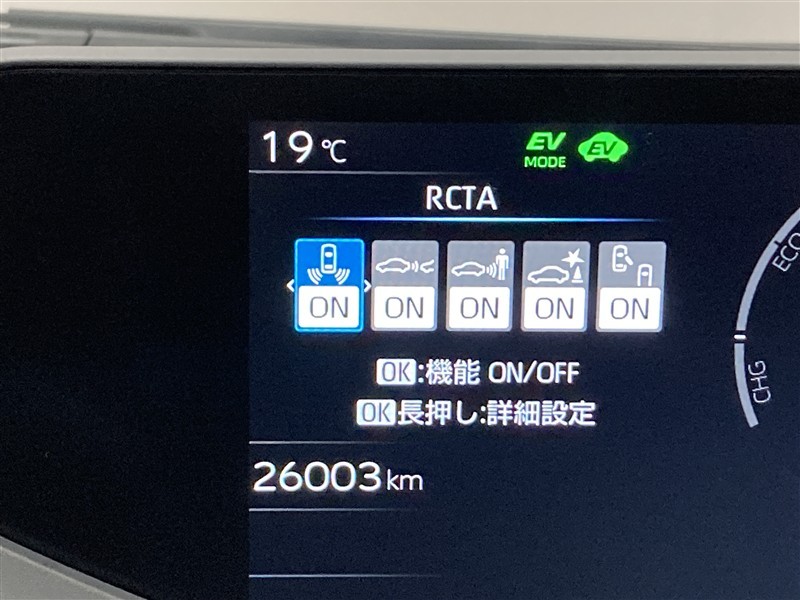 19℃
EV MODE
EV
RCTA
ON ON ON ON ON
OK:機能 ON/OFF
OK長押し:詳細設定
26003km
ECO
CHG